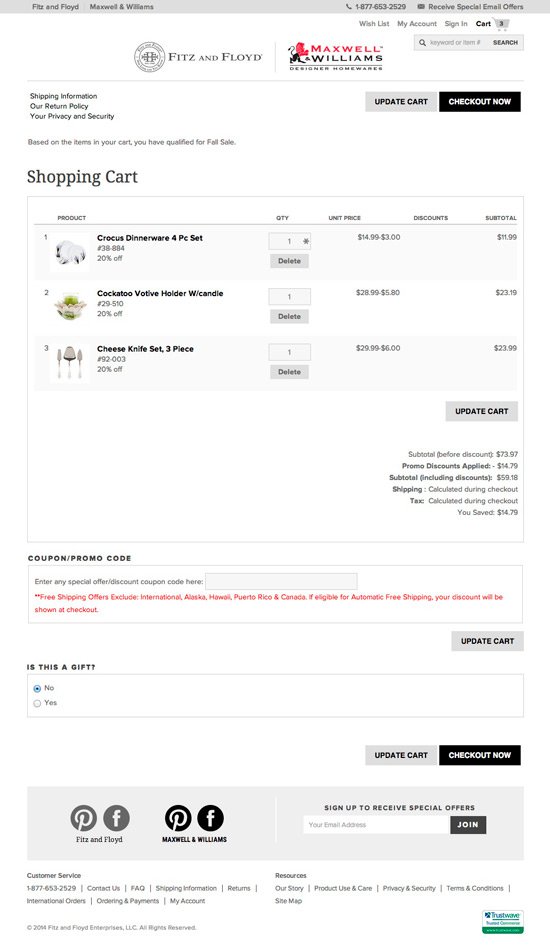 Fitz and Floyd | Maxwell & Williams 1-877-653-2529 Receive Special Email Offers
Wish List My Account Sign In Cart 3
FITZ AND FLOYD
MAXWELL & WILLIAMS
DESIGNER HOMEWARES
keyword or item # SEARCH
Shipping Information
Our Return Policy
Your Privacy and Security
UPDATE CART CHECKOUT NOW
Based on the items in your cart, you have qualified for Fall Sale.
Shopping Cart
PRODUCT QTY UNIT PRICE DISCOUNTS SUBTOTAL
1 Crocus Dinnerware 4 Pc Set 1 $14.99-$3.00 $11.99
#38-884
20% off Delete
2 Cockatoo Votive Holder W/candle 1 $28.99-$5.80 $23.19
#29-510
20% off Delete
3 Cheese Knife Set, 3 Piece 1 $29.99-$6.00 $23.99
#92-003
20% off Delete
UPDATE CART
Subtotal (before discount): $73.97
Promo Discounts Applied: - $14.79
Subtotal (including discounts): $59.18
Shipping : Calculated during checkout
Tax: Calculated during checkout
You Saved: $14.79
COUPON/PROMO CODE
Enter any special offer/discount coupon code here:
**Free Shipping Offers Exclude: International, Alaska, Hawaii, Puerto Rico & Canada. If eligible for Automatic Free Shipping, your discount will be
shown at checkout.
UPDATE CART
IS THIS A GIFT?
No
Yes
UPDATE CART CHECKOUT NOW
Fitz and Floyd
MAXWELL & WILLIAMS
SIGN UP TO RECEIVE SPECIAL OFFERS
Your Email Address JOIN
Customer Service
1-877-653-2529 | Contact Us | FAQ | Shipping Information | Returns |
International Orders | Ordering & Payments | My Account
Resources
Our Story | Product Use & Care | Privacy & Security | Terms & Conditions |
Site Map
© 2014 Fitz and Floyd Enterprises, LLC. All Rights Reserved.
Trustwave
Trusted Commerce